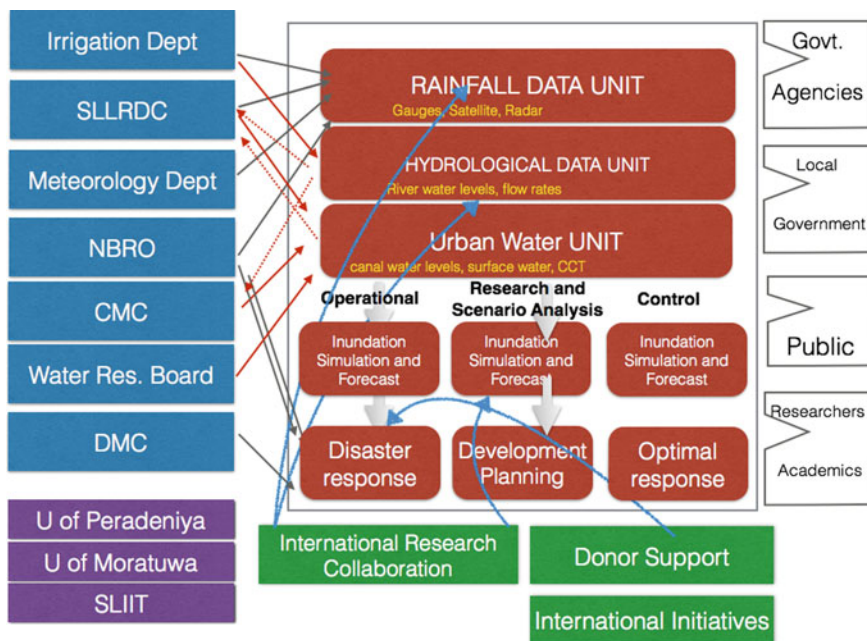 Irrigation Dept
SLLRDC
Meteorology Dept
NBRO
CMC
Water Res. Board
DMC
U of Peradeniya
U of Moratuwa
SLIIT
RAINFALL DATA UNIT
Gauges, Satellite, Radar
HYDROLOGICAL DATA UNIT
River water levels, flow rates
Urban Water UNIT
canal water levels, surface water, CCT
Operational
Research and
Scenario Analysis
Control
Inundation
Simulation and
Forecast
Inundation
Simulation and
Forecast
Inundation
Simulation and
Forecast
Disaster
response
Development
Planning
Optimal
response
International Research
Collaboration
Donor Support
International Initiatives
Govt.
Agencies
Local
Government
Public
Researchers
Academics